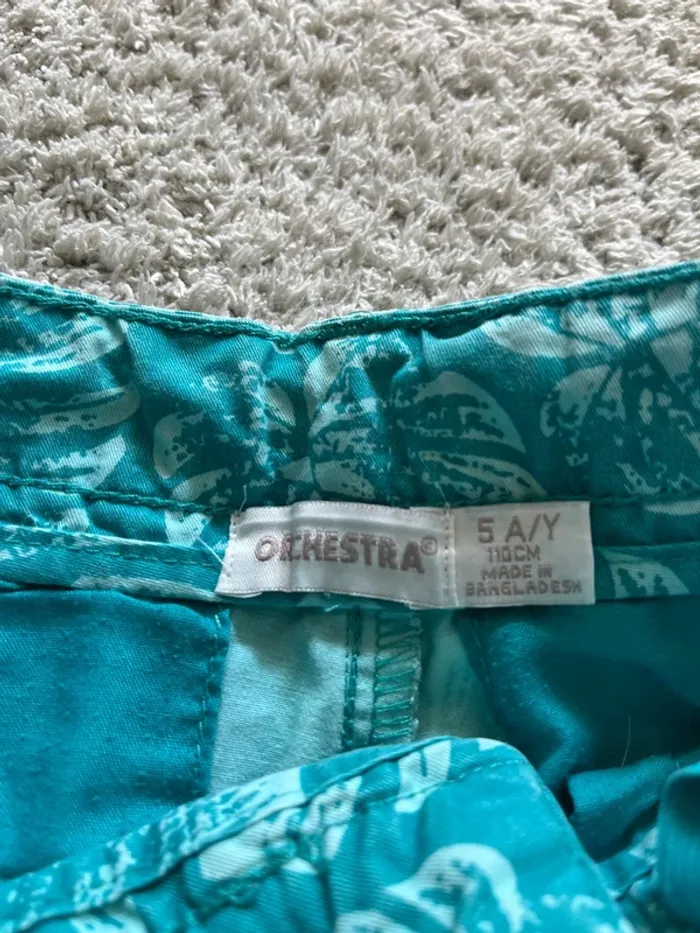 ORCHESTRA®
5 A/Y
110CM
MADE IN
BANGLADESH